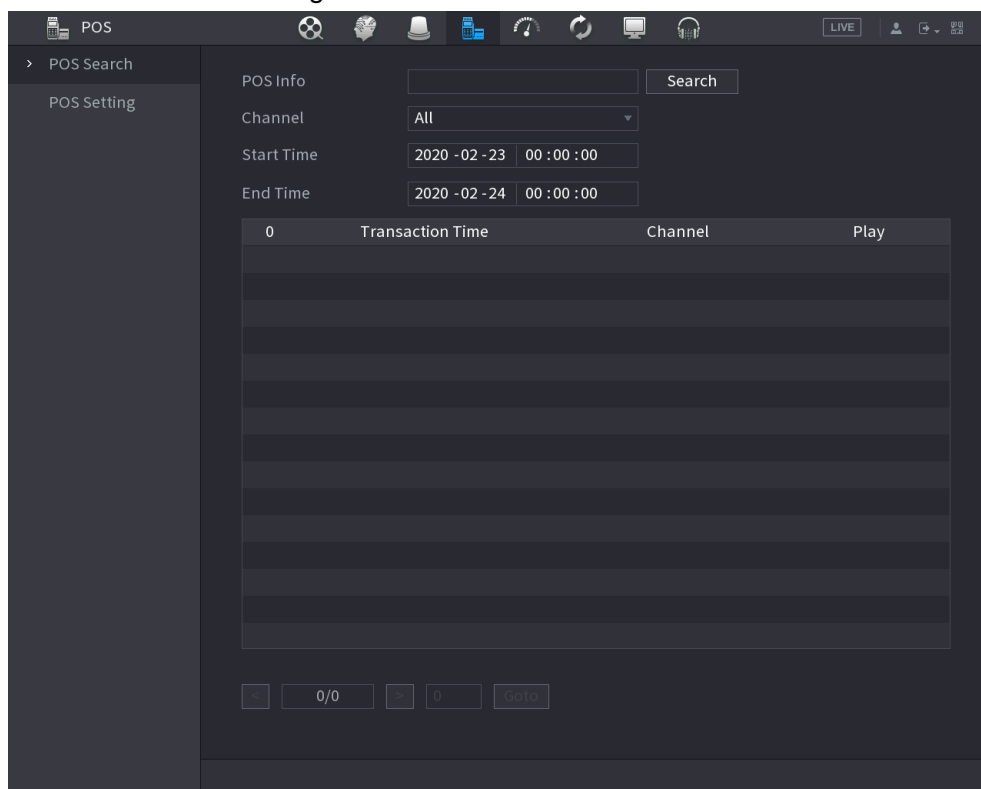 POS
LIVE
> POS Search
POS Setting
POS Info
Search
Channel
All
Start Time
2020 -02 -23 00 :00 :00
End Time
2020 -02 -24 00 :00 :00
0 Transaction Time Channel Play
< 0/0 > 0 Goto